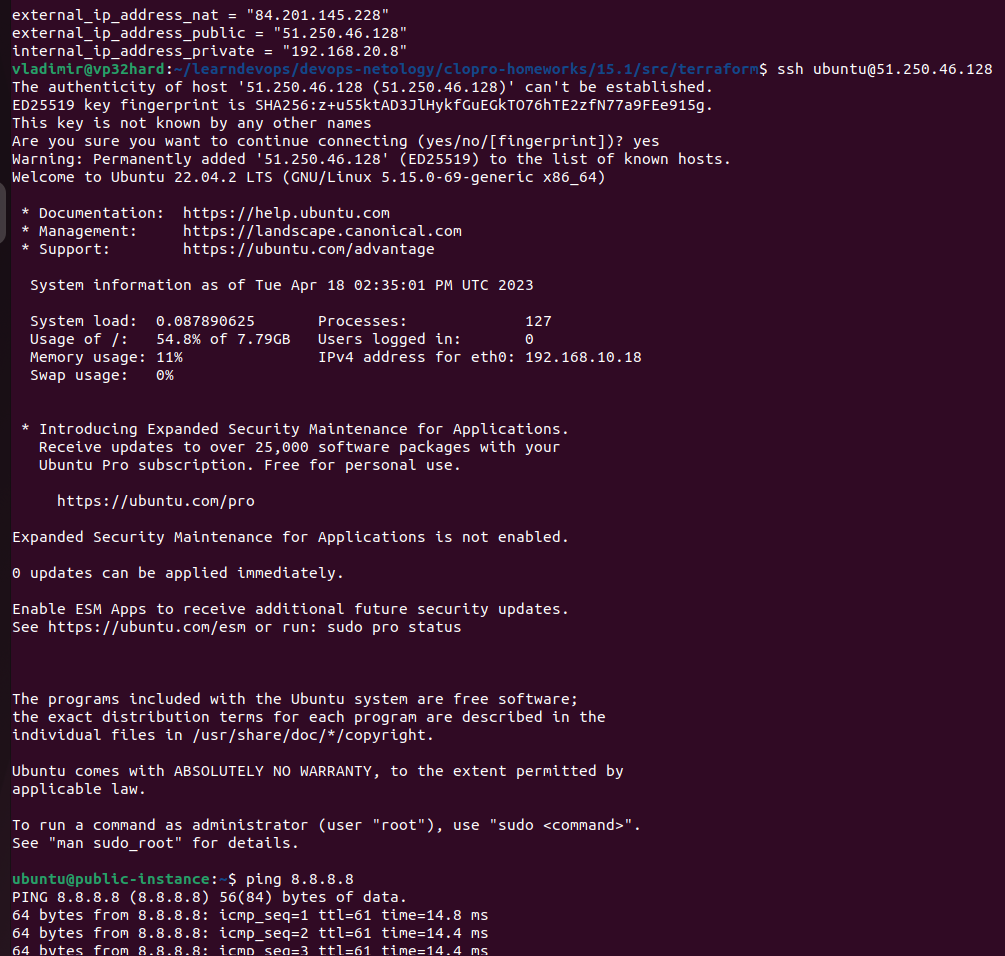 external_ip_address_nat = "84.201.145.228"
external_ip_address_public = "51.250.46.128"
internal_ip_address_private = "192.168.20.8"
vladimir@vp32hard:~/learndevops/devops-netology/clopro-homeworks/15.1/src/terraform$ ssh ubuntu@51.250.46.128
The authenticity of host '51.250.46.128 (51.250.46.128)' can't be established.
ED25519 key fingerprint is SHA256:z+u55ktAD3JlHykfGuEGkTO76hTE2zfN77a9FEe915g.
This key is not known by any other names
Are you sure you want to continue connecting (yes/no/[fingerprint])? yes
Warning: Permanently added '51.250.46.128' (ED25519) to the list of known hosts.
Welcome to Ubuntu 22.04.2 LTS (GNU/Linux 5.15.0-69-generic x86_64)
* Documentation:  https://help.ubuntu.com
* Management:     https://landscape.canonical.com
* Support:        https://ubuntu.com/advantage
System information as of Tue Apr 18 02:35:01 PM UTC 2023
System load:  0.087890625       Processes:             127
Usage of /:   54.8% of 7.79GB   Users logged in:       0
Memory usage: 11%               IPv4 address for eth0: 192.168.10.18
Swap usage:   0%
* Introducing Expanded Security Maintenance for Applications.
Receive updates to over 25,000 software packages with your
Ubuntu Pro subscription. Free for personal use.
https://ubuntu.com/pro
Expanded Security Maintenance for Applications is not enabled.
0 updates can be applied immediately.
Enable ESM Apps to receive additional future security updates.
See https://ubuntu.com/esm or run: sudo pro status
The programs included with the Ubuntu system are free software;
the exact distribution terms for each program are described in the
individual files in /usr/share/doc/*/copyright.
Ubuntu comes with ABSOLUTELY NO WARRANTY, to the extent permitted by
applicable law.
To run a command as administrator (user "root"), use "sudo <command>".
See "man sudo_root" for details.
ubuntu@public-instance:~$ ping 8.8.8.8
PING 8.8.8.8 (8.8.8.8) 56(84) bytes of data.
64 bytes from 8.8.8.8: icmp_seq=1 ttl=61 time=14.8 ms
64 bytes from 8.8.8.8: icmp_seq=2 ttl=61 time=14.4 ms
64 bytes from 8.8.8.8: icmp_seq=3 ttl=61 time=14.4 ms